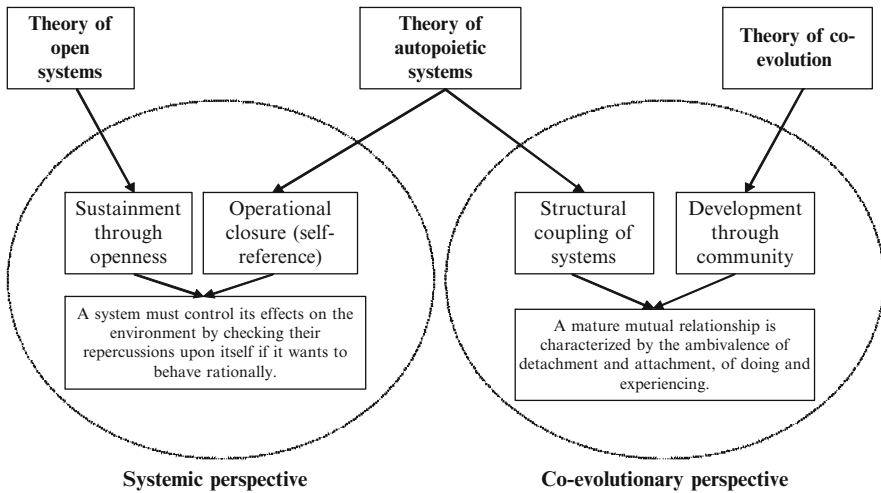 Theory of
open
systems
Theory of
autopoietic
systems
Theory of co-
evolution
Sustainment
through
openness
Operational
closure (self-
reference)
Structural
coupling of
systems
Development
through
community
A system must control its effects on the
environment by checking their
repercussions upon itself if it wants to
behave rationally.
A mature mutual relationship is
characterized by the ambivalence of
detachment and attachment, of doing and
experiencing.
Systemic perspective
Co-evolutionary perspective